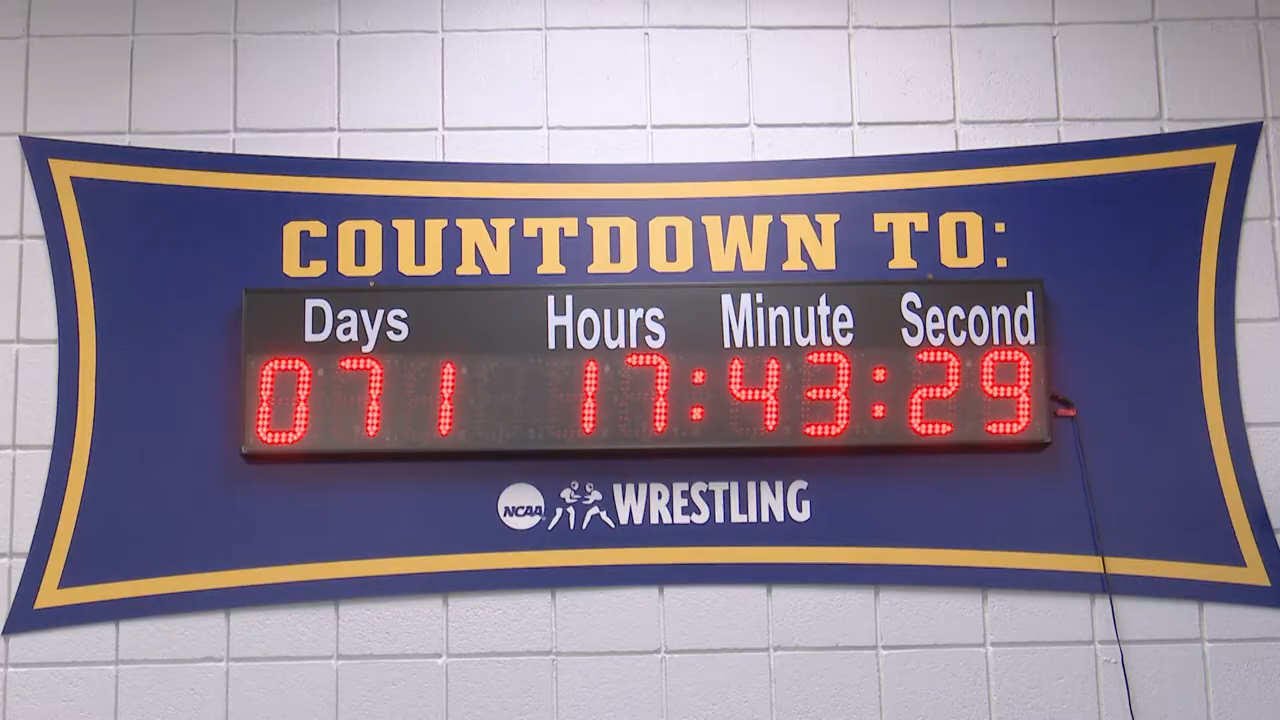 COUNTDOWN TO:
Days Hours Minute Second
071 17:43:29
NCAA WRESTLING